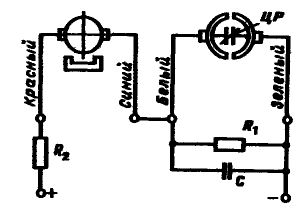 ЦР
Красный
Синий
Белый
Зеленый
R₂
R₁
C
+
−